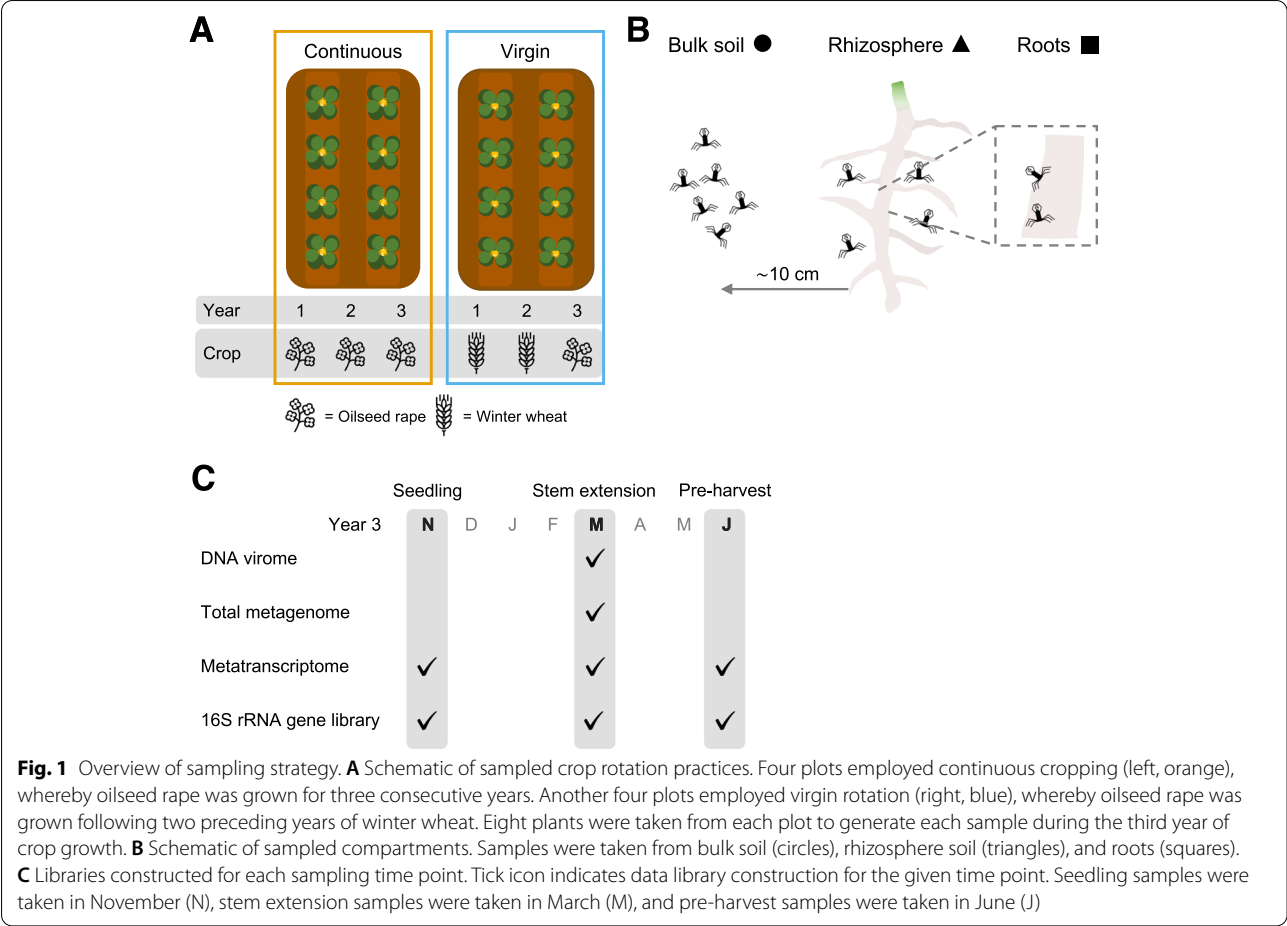 A
Continuous
Virgin
Year 1 2 3 1 2 3
Crop
= Oilseed rape = Winter wheat
B
Bulk soil Rhizosphere Roots
~10 cm
C
Seedling Stem extension Pre-harvest
Year 3 N D J F M A M J
DNA virome
Total metagenome
Metatranscriptome
16S rRNA gene library
Fig. 1 Overview of sampling strategy. A Schematic of sampled crop rotation practices. Four plots employed continuous cropping (left, orange),
whereby oilseed rape was grown for three consecutive years. Another four plots employed virgin rotation (right, blue), whereby oilseed rape was
grown following two preceding years of winter wheat. Eight plants were taken from each plot to generate each sample during the third year of
crop growth. B Schematic of sampled compartments. Samples were taken from bulk soil (circles), rhizosphere soil (triangles), and roots (squares).
C Libraries constructed for each sampling time point. Tick icon indicates data library construction for the given time point. Seedling samples were
taken in November (N), stem extension samples were taken in March (M), and pre-harvest samples were taken in June (J)